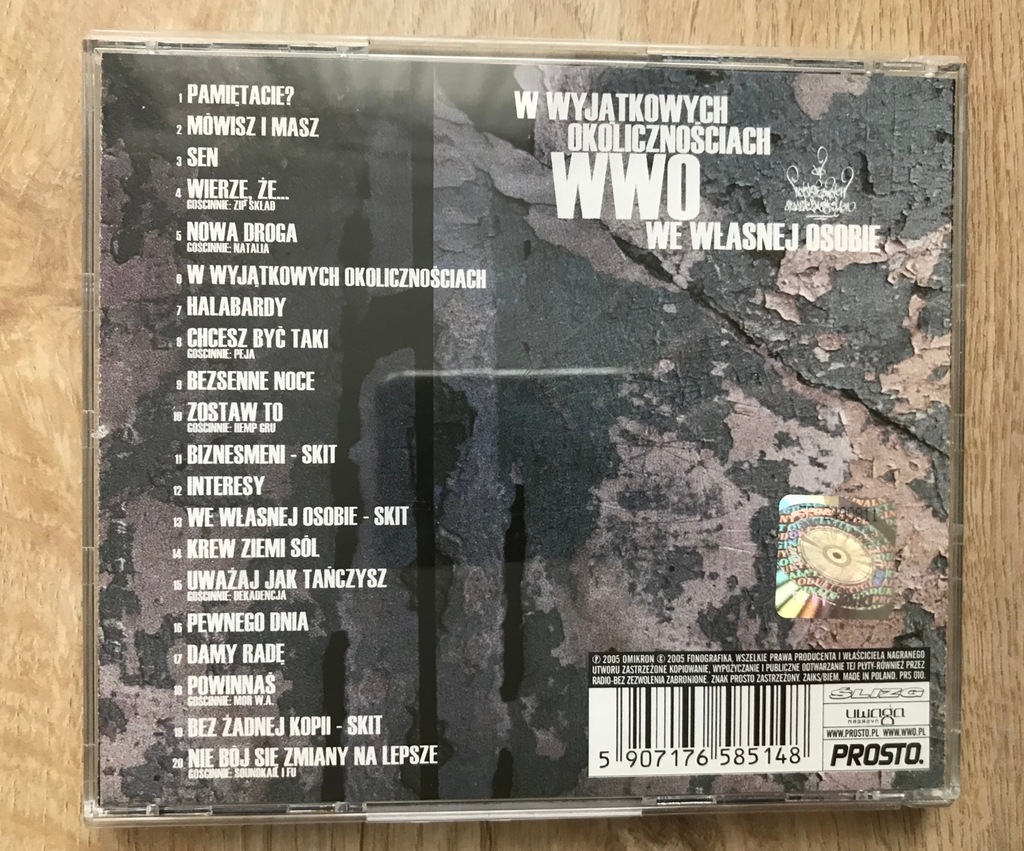 1 PAMIĘTACIE?
2 MÓWISZ I MASZ
3 SEN
4 WIERZĘ, ŻE...
GOŚCINNIE: ZIP SKŁAD
5 NOWA DROGA
GOŚCINNIE: NATALIA
6 W WYJĄTKOWYCH OKOLICZNOŚCIACH
7 HALABARDY
8 CHCESZ BYĆ TAKI
GOŚCINNIE: PEJA
9 BEZSENNE NOCE
10 ZOSTAW TO
GOŚCINNIE: HEMP GRU
11 BIZNESMENI - SKIT
12 INTERESY
13 WE WŁASNEJ OSOBIE - SKIT
14 KREW ZIEMI SÓL
15 UWAŻAJ JAK TAŃCZYSZ
GOŚCINNIE: DEKADENCJA
16 PEWNEGO DNIA
17 DAMY RADĘ
18 POWINNAŚ
GOŚCINNIE: MOR W.A.
19 BEZ ŻADNEJ KOPII - SKIT
20 NIE BÓJ SIĘ ZMIANY NA LEPSZE
GOŚCINNIE: SOUNDKAIL I FU
W WYJĄTKOWYCH
OKOLICZNOŚCIACH
WWO
WE WŁASNEJ OSOBIE
Ⓟ 2005 OMIKRON © 2005 FONOGRAFIKA. WSZELKIE PRAWA PRODUCENTA I WŁAŚCICIELA NAGRANEGO
UTWORU ZASTRZEŻONE KOPIOWANIE, WYPOŻYCZANIE I PUBLICZNE ODTWARZANIE TEJ PŁYTY-RÓWNIEŻ PRZEZ
RADIO-BEZ ZEZWOLENIA ZABRONIONE. ZNAK PROSTO ZASTRZEŻONY. ZAIKS/BIEM. MADE IN POLAND. PRS 010.
ŚLIZG
UWAGA
MAGAZYN
WWW.PROSTO.PL WWW.WWO.PL
PROSTO.
5 907176 585148